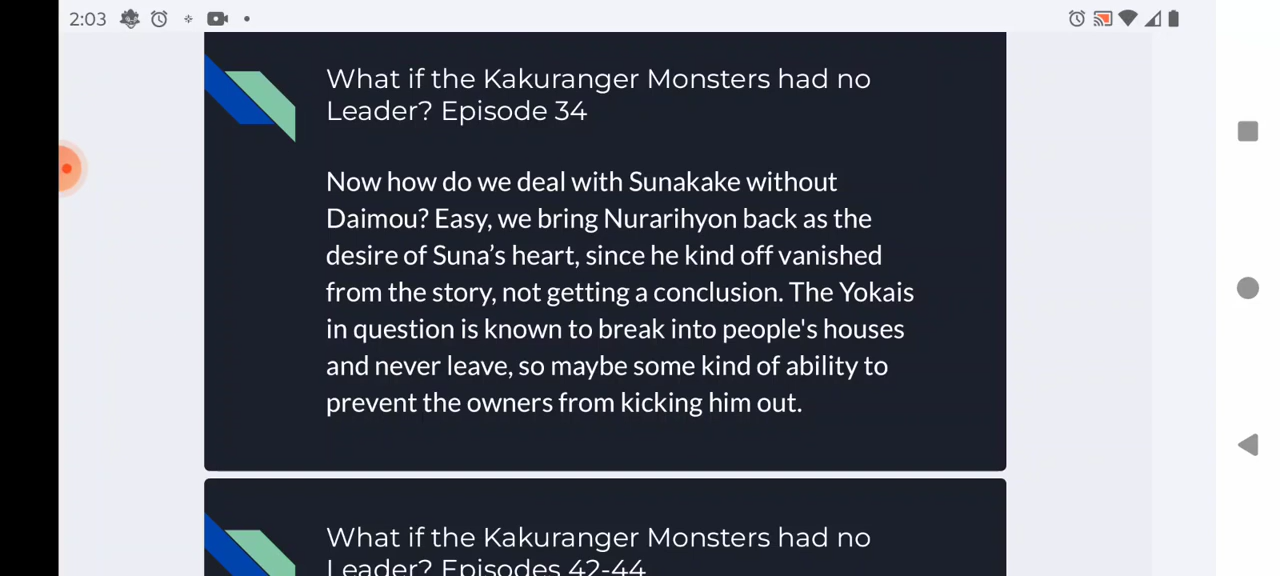 2:03
What if the Kakuranger Monsters had no
Leader? Episode 34
Now how do we deal with Sunakake without
Daimou? Easy, we bring Nurarihyon back as the
desire of Suna’s heart, since he kind off vanished
from the story, not getting a conclusion. The Yokais
in question is known to break into people's houses
and never leave, so maybe some kind of ability to
prevent the owners from kicking him out.
What if the Kakuranger Monsters had no
Leader? Episodes 42-44